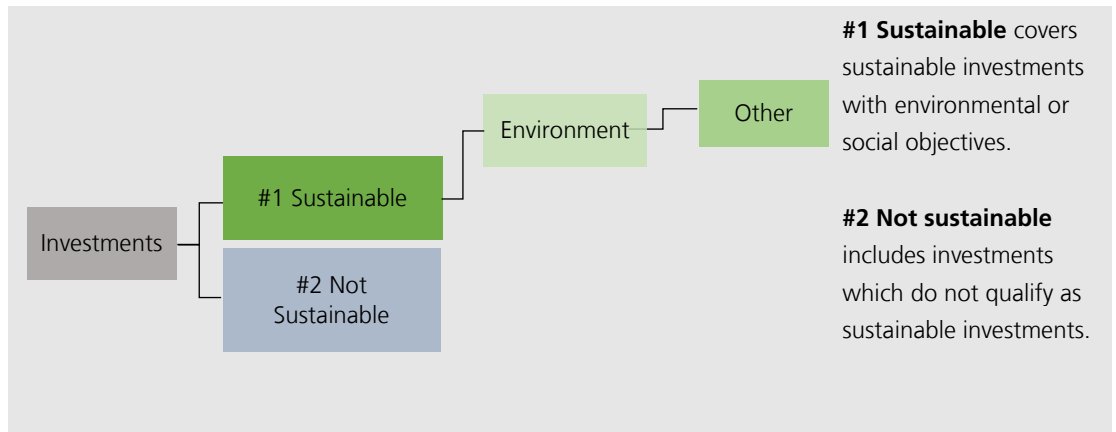 Investments
#1 Sustainable
#2 Not
Sustainable
Environment
Other
#1 Sustainable covers
sustainable investments
with environmental or
social objectives.
#2 Not sustainable
includes investments
which do not qualify as
sustainable investments.